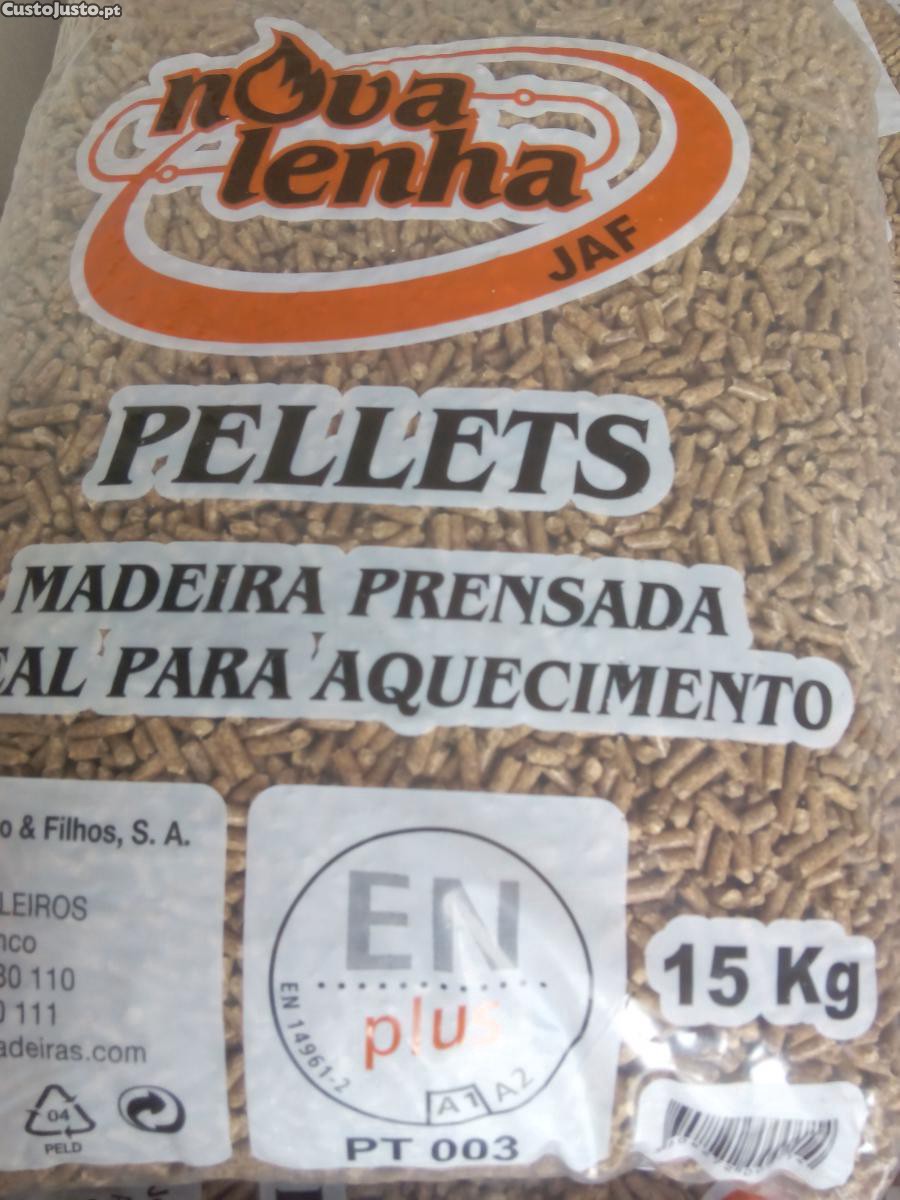 CustoJusto.pt
nova
lenha
JAF
PELLETS
MADEIRA PRENSADA
EAL PARA AQUECIMENTO
o & Filhos, S. A.
LEIROS
nco
30 110
0 111
adeiras.com
04
PELD
EN
plus
EN 14961-2
A1 A2
PT 003
15 Kg